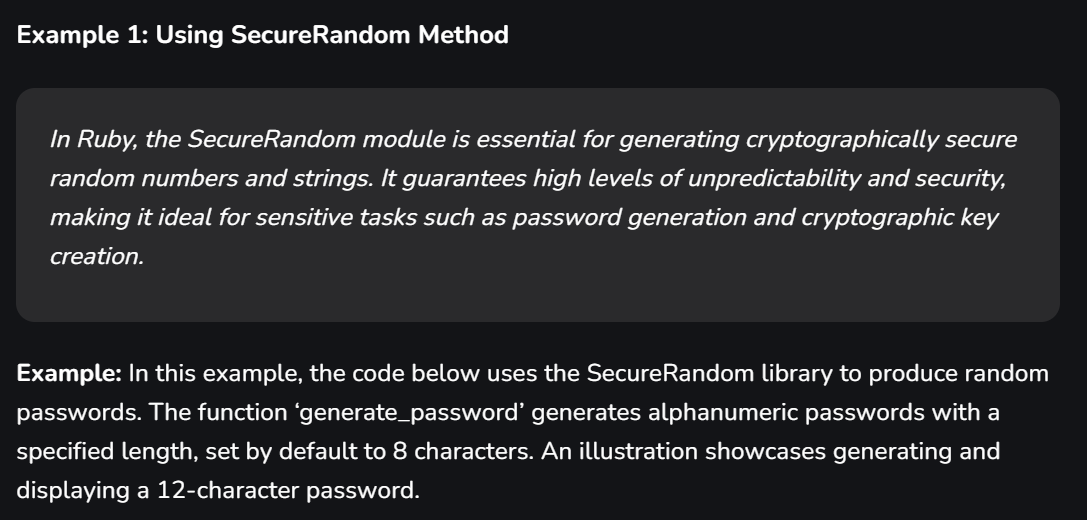 Example 1: Using SecureRandom Method
In Ruby, the SecureRandom module is essential for generating cryptographically secure
random numbers and strings. It guarantees high levels of unpredictability and security,
making it ideal for sensitive tasks such as password generation and cryptographic key
creation.
Example: In this example, the code below uses the SecureRandom library to produce random
passwords. The function ‘generate_password’ generates alphanumeric passwords with a
specified length, set by default to 8 characters. An illustration showcases generating and
displaying a 12-character password.